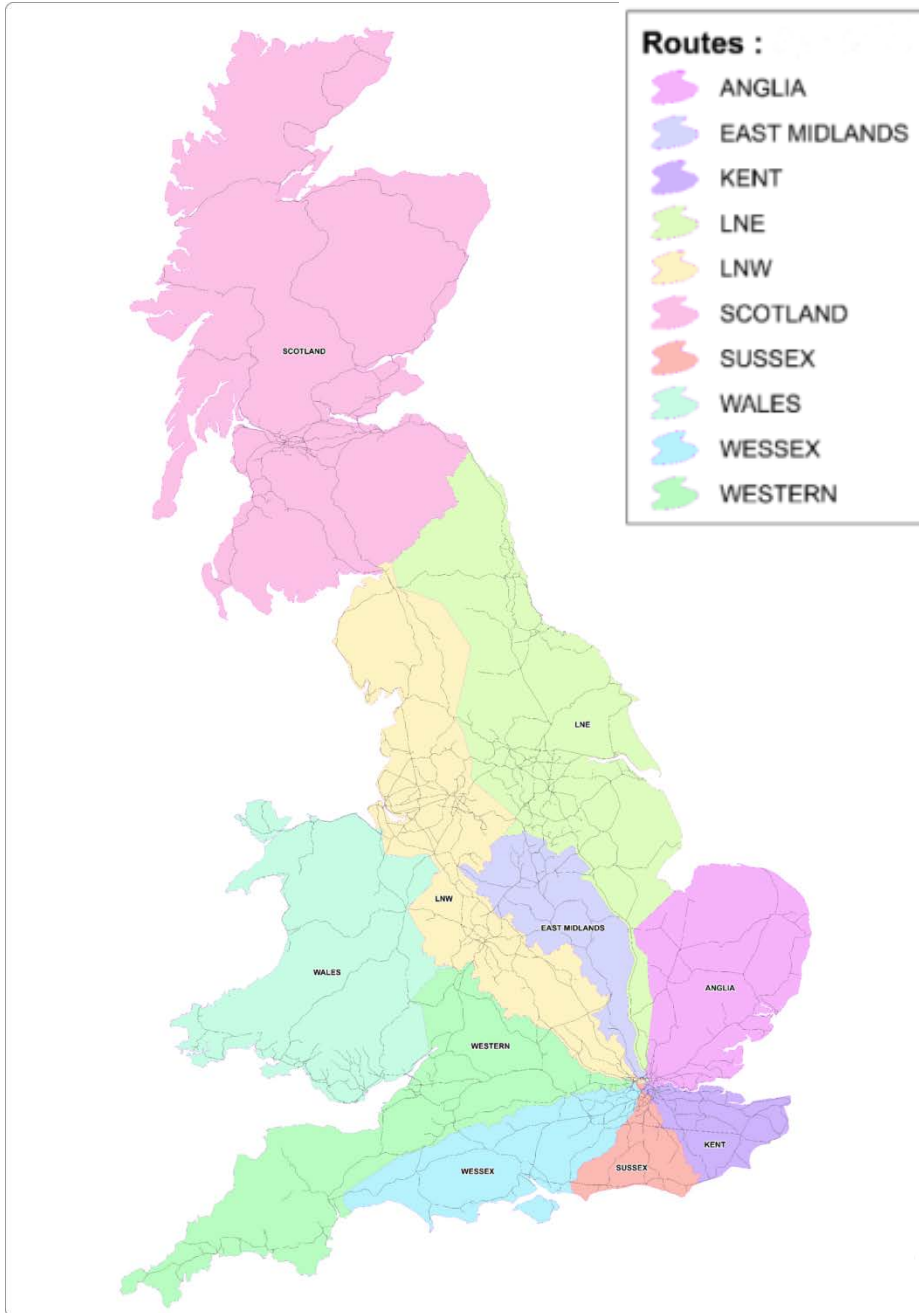 Routes :
ANGLIA
EAST MIDLANDS
KENT
LNE
LNW
SCOTLAND
SUSSEX
WALES
WESSEX
WESTERN
SCOTLAND
LNE
LNW
EAST MIDLANDS
WALES
ANGLIA
WESTERN
KENT
WESSEX
SUSSEX